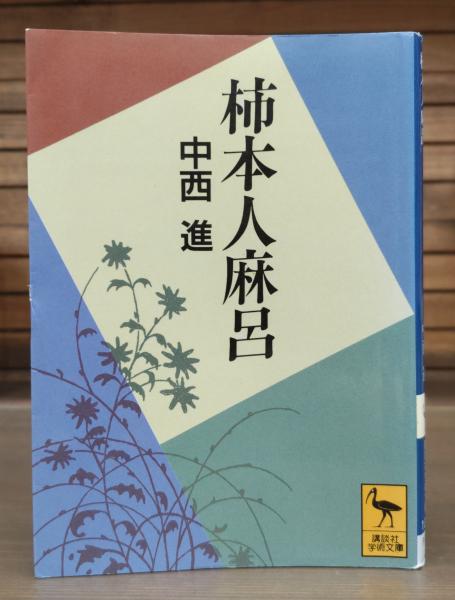 柿本人麻呂
中西 進
講談社
学術文庫